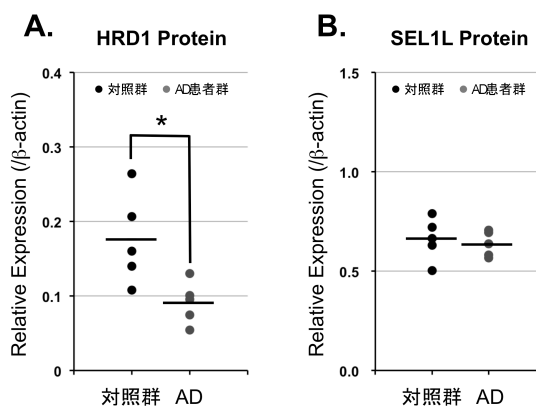 A.
HRD1 Protein
Relative Expression (/β-actin)
0.4
0.3
0.2
0.1
0
● 対照群 ● AD患者群
*
対照群 AD
B.
SEL1L Protein
Relative Expression (/β-actin)
1.5
1.0
0.5
0.0
● 対照群 ● AD患者群
対照群 AD